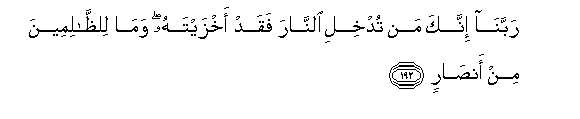 رَبَّنَآ إِنَّكَ مَن تُدْخِلِ ٱلنَّارَ فَقَدْ أَخْزَيْتَهُۥ ۖ وَمَا لِلظَّـٰلِمِينَ
مِنْ أَنصَارٍ ۝١٩٢